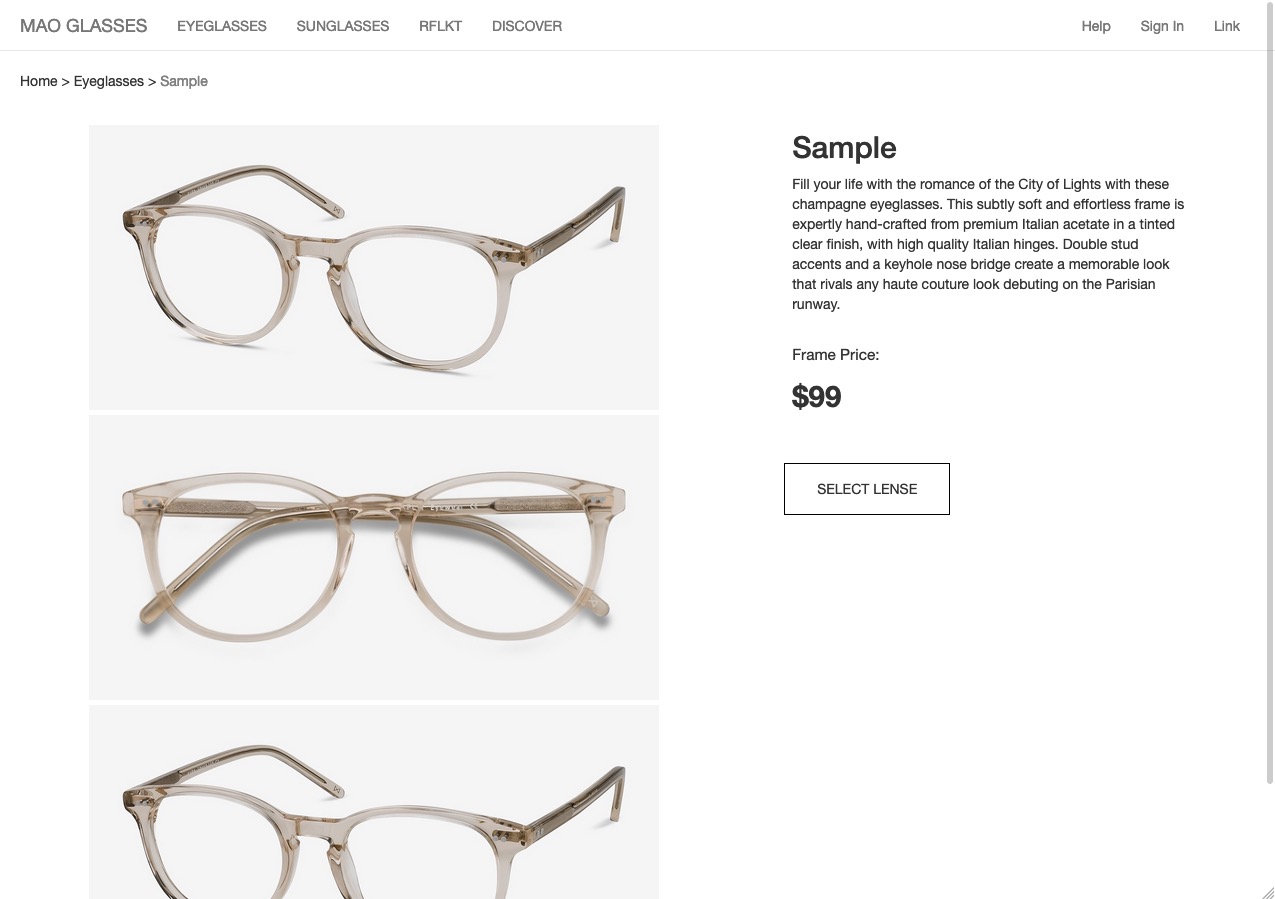 MAO GLASSES EYEGLASSES SUNGLASSES RFLKT DISCOVER Help Sign In Link
Home > Eyeglasses > Sample
Sample
Fill your life with the romance of the City of Lights with these
champagne eyeglasses. This subtly soft and effortless frame is
expertly hand-crafted from premium Italian acetate in a tinted
clear finish, with high quality Italian hinges. Double stud
accents and a keyhole nose bridge create a memorable look
that rivals any haute couture look debuting on the Parisian
runway.
Frame Price:
$99
SELECT LENSE